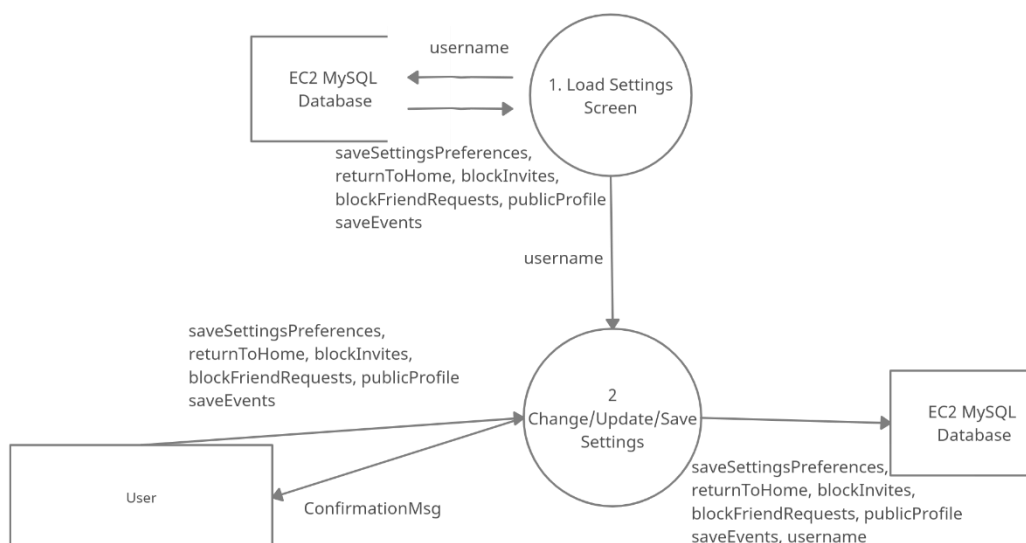 username
EC2 MySQL
Database
1. Load Settings
Screen
saveSettingsPreferences,
returnToHome, blockInvites,
blockFriendRequests, publicProfile
saveEvents
username
saveSettingsPreferences,
returnToHome, blockInvites,
blockFriendRequests, publicProfile
saveEvents
2
Change/Update/Save
Settings
EC2 MySQL
Database
User
ConfirmationMsg
saveSettingsPreferences,
returnToHome, blockInvites,
blockFriendRequests, publicProfile
saveEvents, username